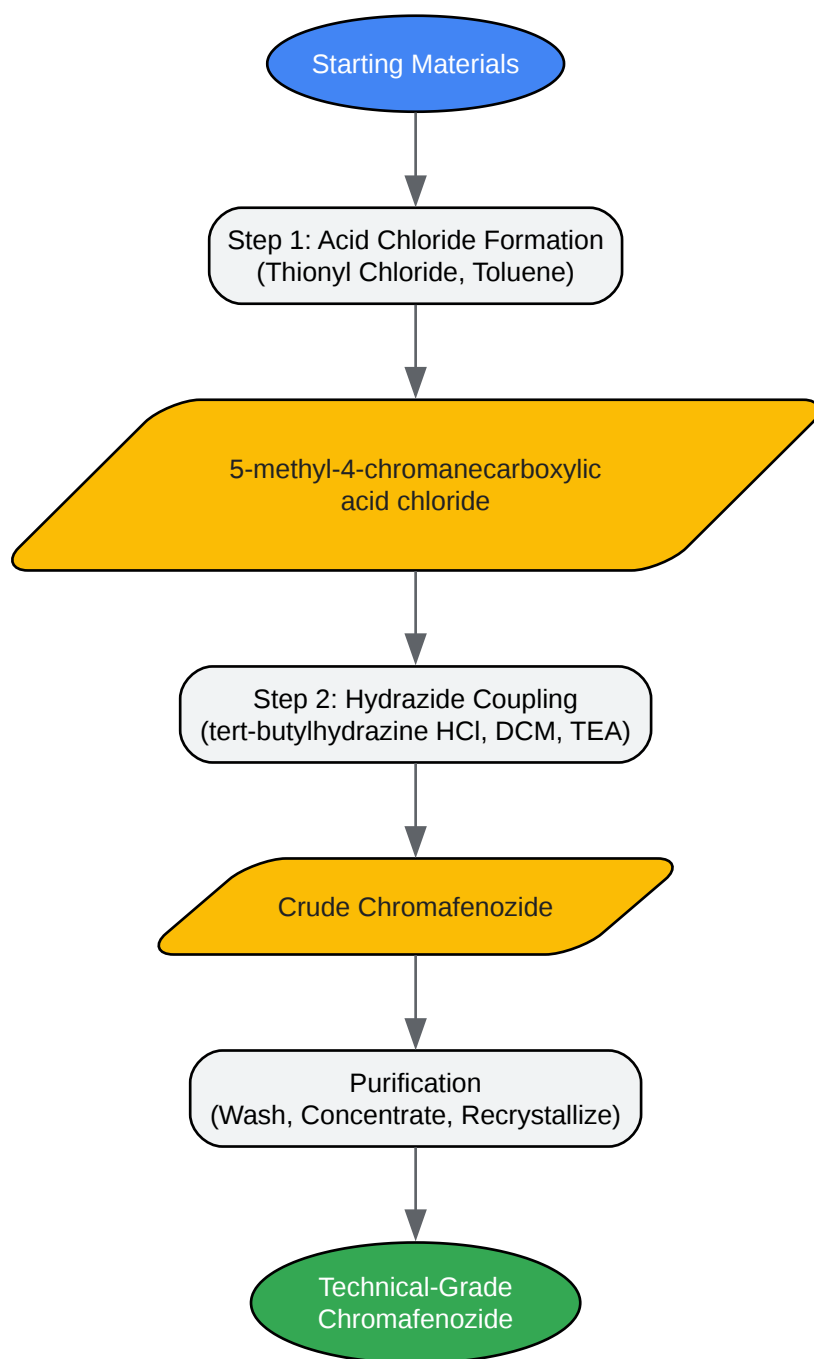 Starting Materials
Step 1: Acid Chloride Formation
(Thionyl Chloride, Toluene)
5-methyl-4-chromanecarboxylic
acid chloride
Step 2: Hydrazide Coupling
(tert-butylhydrazine HCl, DCM, TEA)
Crude Chromafenozide
Purification
(Wash, Concentrate, Recrystallize)
Technical-Grade
Chromafenozide